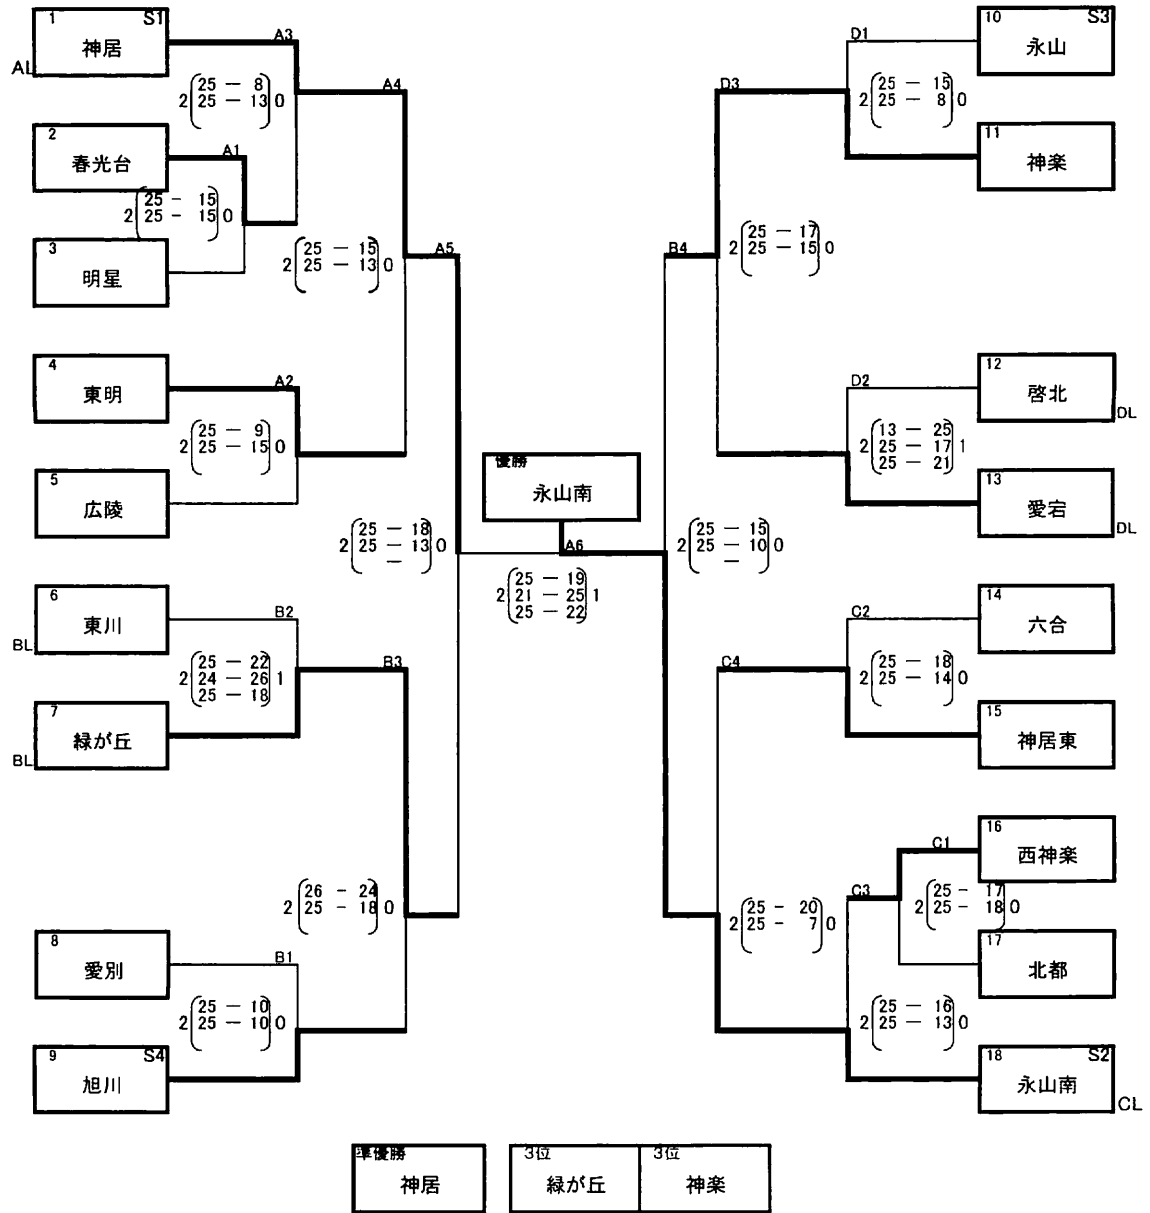 1 S1
神居
AL
A3
25 － 8
2 25 － 13 0
A4
2
春光台
A1
25 － 15
2 25 － 15 0
3
明星
25 － 15
2 25 － 13 0
A5
4
東明
A2
25 － 9
2 25 － 15 0
5
広陵
25 － 18
2 25 － 13 0
－
6
東川
BL
B2
25 － 22
2 24 － 26 1
25 － 18
B3
7
緑が丘
BL
26 － 24
2 25 － 18 0
8
愛別
B1
25 － 10
2 25 － 10 0
9 S4
旭川
優勝
永山南
A6
25 － 19
2 21 － 25 1
25 － 22
10 S3
永山
D1
25 － 15
2 25 － 8 0
D3
11
神楽
25 － 17
2 25 － 15 0
B4
12
啓北
DL
D2
13 － 25
2 25 － 17 1
25 － 21
13
愛宕
DL
25 － 15
2 25 － 10 0
－
14
六合
C2
25 － 18
2 25 － 14 0
C4
15
神居東
16
西神楽
C1
25 － 17
2 25 － 18 0
C3
17
北都
25 － 20
2 25 － 7 0
25 － 16
2 25 － 13 0
18 S2
永山南
CL
準優勝
神居
3位
緑が丘
3位
神楽